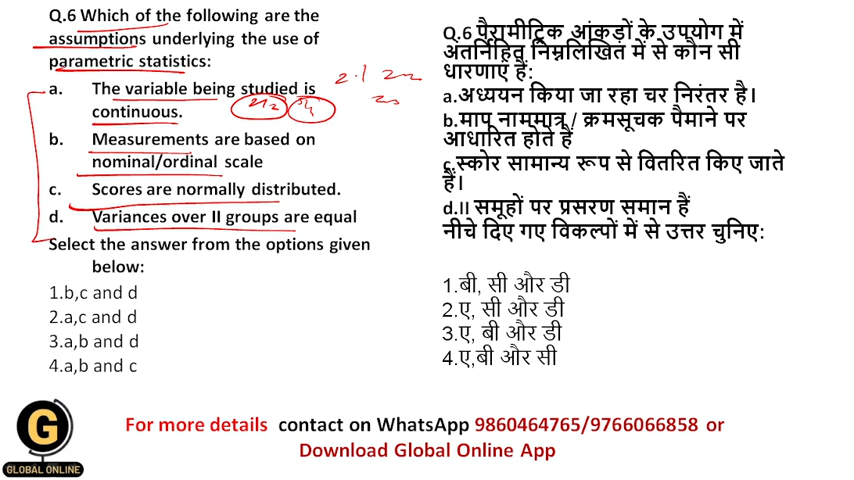 Q.6 Which of the following are the
assumptions underlying the use of
parametric statistics:
a. The variable being studied is
continuous.
b. Measurements are based on
nominal/ordinal scale
c. Scores are normally distributed.
d. Variances over II groups are equal
Select the answer from the options given
below:
1.b,c and d
2.a,c and d
3.a,b and d
4.a,b and c
Q.6 पैरामीट्रिक आंकड़ों के उपयोग में
अंतर्निहित निम्नलिखित में से कौन सी
धारणाएं हैं:
a.अध्ययन किया जा रहा चर निरंतर है।
b.माप नाममात्र / क्रमसूचक पैमाने पर
आधारित होते हैं
c.स्कोर सामान्य रूप से वितरित किए जाते
हैं।
d.II समूहों पर प्रसरण समान हैं
नीचे दिए गए विकल्पों में से उत्तर चुनिए:
1.बी, सी और डी
2.ए, सी और डी
3.ए, बी और डी
4.ए,बी और सी
For more details contact on WhatsApp 9860464765/9766066858 or
Download Global Online App
G
GLOBAL ONLINE